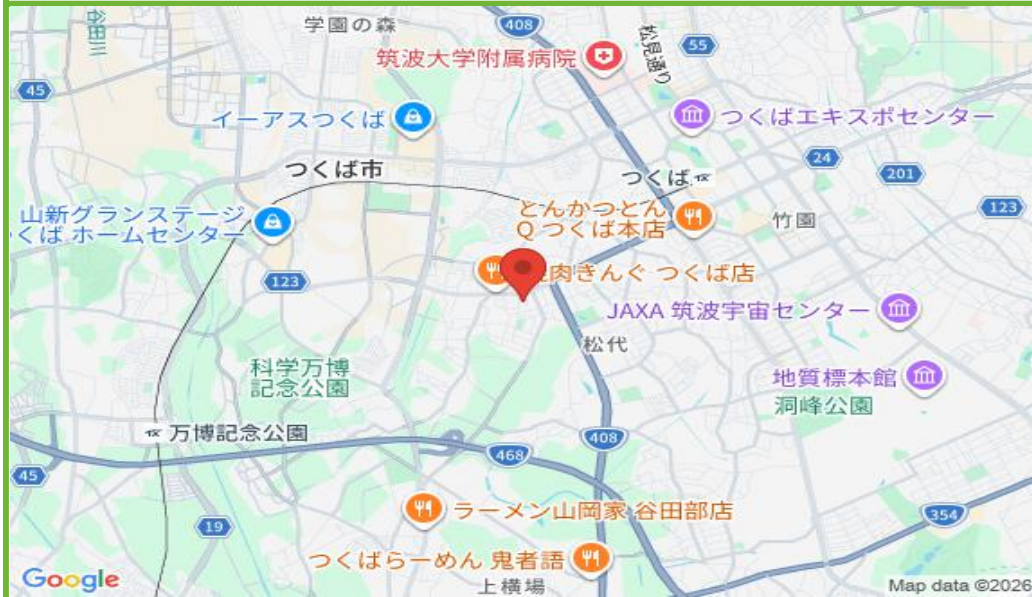 学園の森
408
谷田川
松見通り
55
筑波大学附属病院
45
イーアスつくば
つくばエキスポセンター
つくば市
24
つくば
201
山新グランステージ
くば ホームセンター
とんかつとん
Q つくば本店
竹園
123
123
肉きんぐ つくば店
JAXA 筑波宇宙センター
松代
科学万博
記念公園
地質標本館
洞峰公園
万博記念公園
408
468
45
ラーメン山岡家 谷田部店
354
19
つくばらーめん 鬼者語
上横場
Google
Map data ©2026